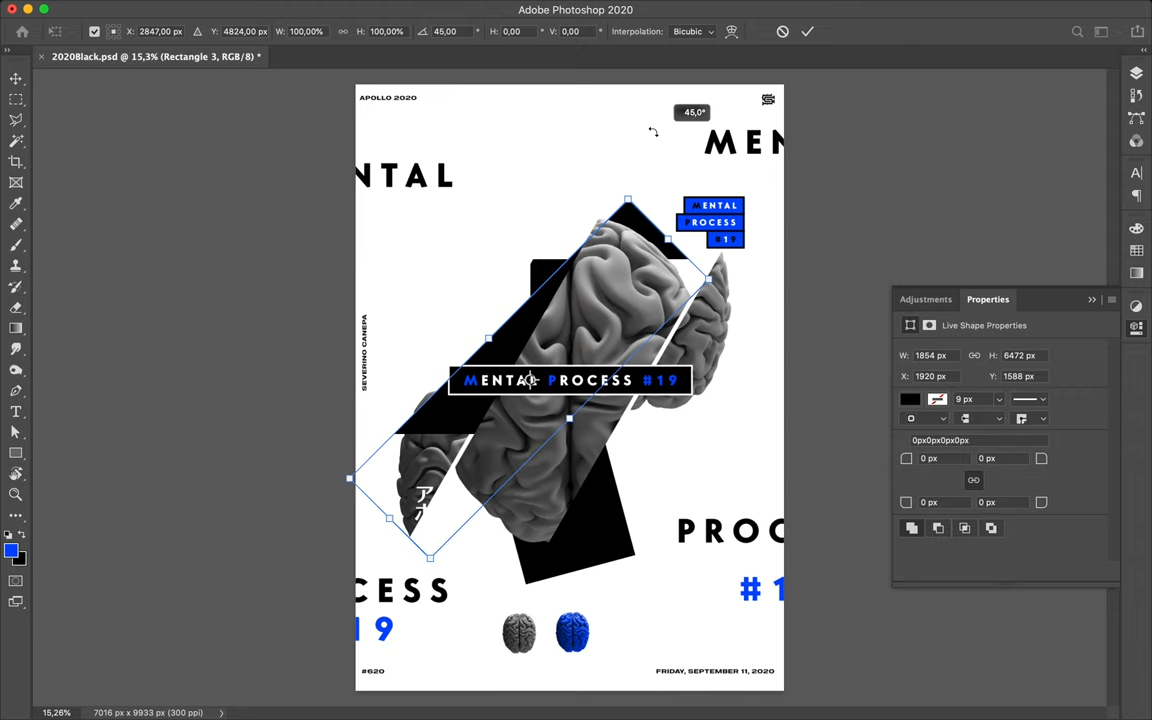 Adobe Photoshop 2020
X: 2847,00 px Y: 4824,00 px W: 100,00% H: 100,00% 45,00 ° H: 0,00 ° V: 0,00 ° Interpolation: Bicubic
2020Black.psd @ 15,3% (Rectangle 3, RGB/8) *
APOLLO 2020
45,0°
MEN
NTAL
MENTAL
PROCESS
#19
SEVERINO CANEPA
MENTAL PROCESS #19
PROC
CESS
#1
19
#620
FRIDAY, SEPTEMBER 11, 2020
Adjustments Properties
Live Shape Properties
W: 1854 px H: 6472 px
X: 1920 px Y: 1588 px
9 px
0px0px0px0px
0 px 0 px
0 px 0 px
15,26% 7016 px x 9933 px (300 ppi)